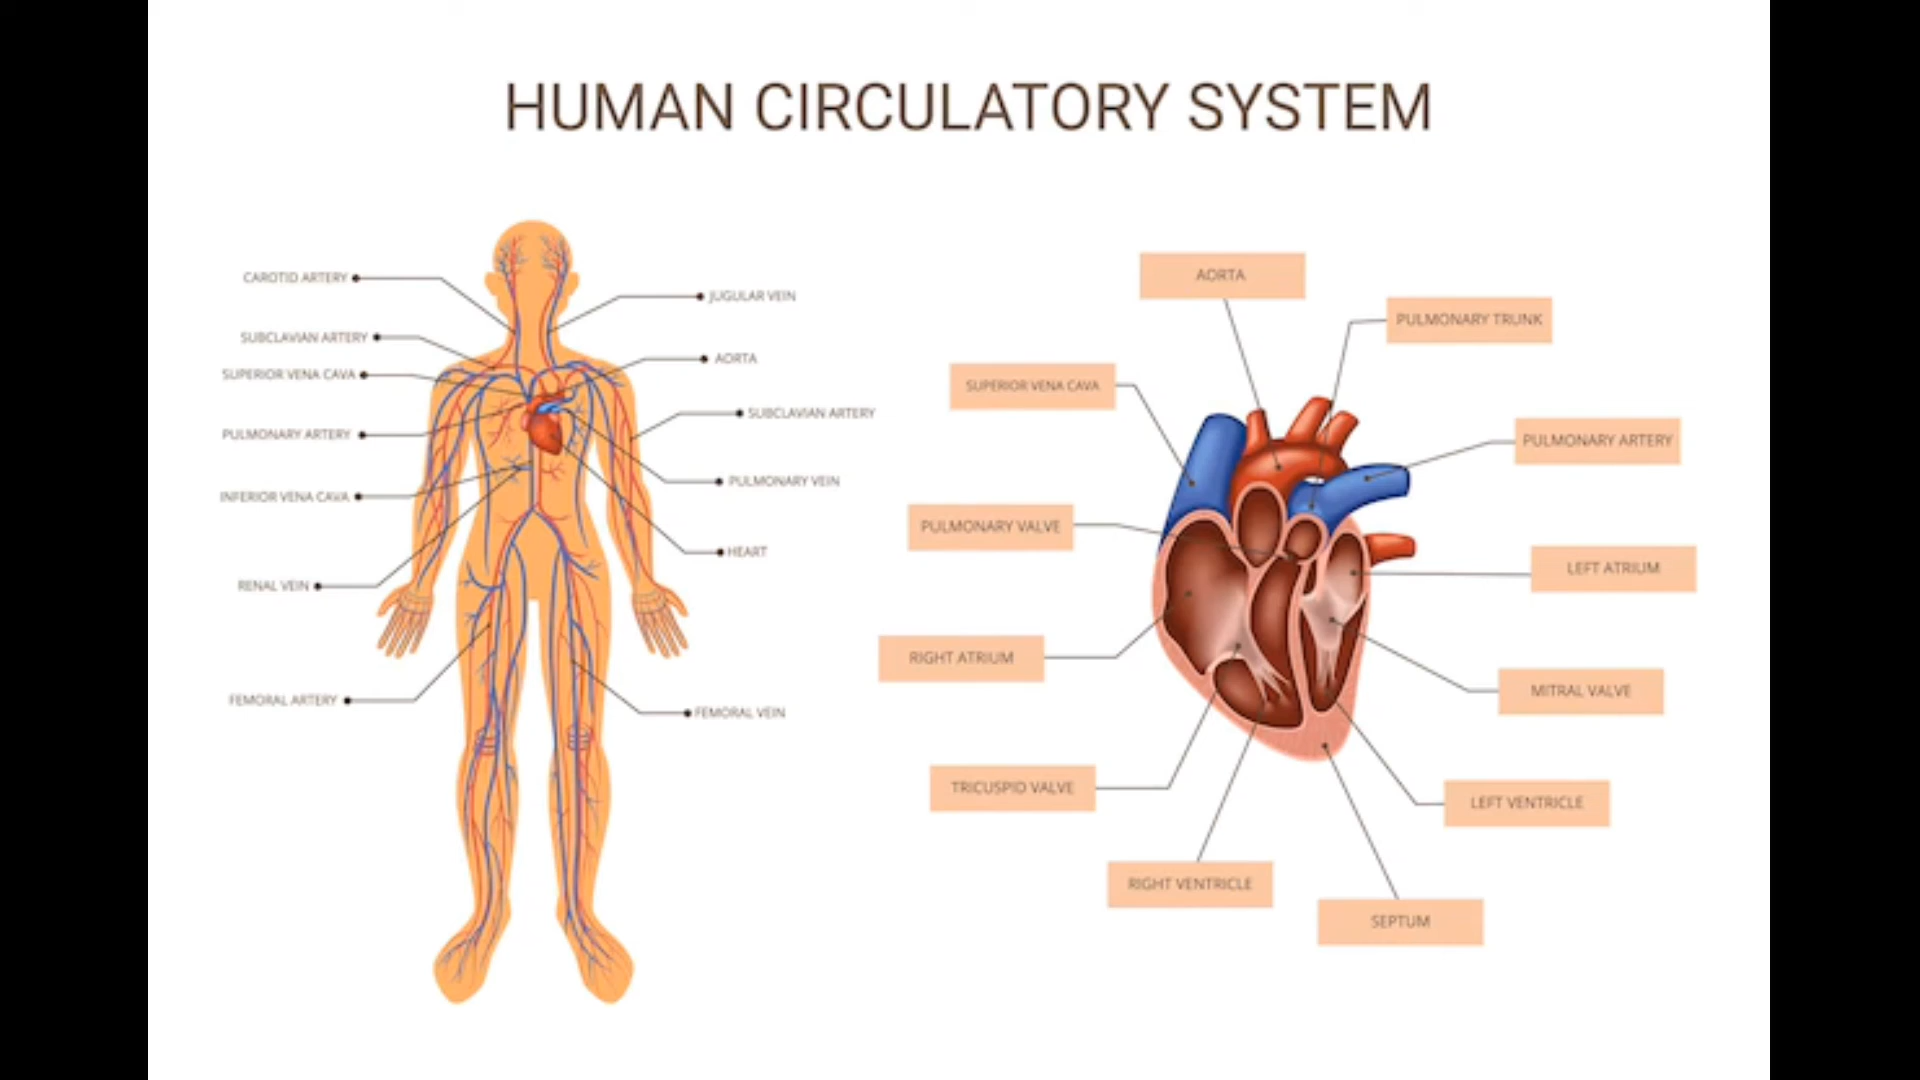 HUMAN CIRCULATORY SYSTEM
CAROTID ARTERY
SUBCLAVIAN ARTERY
SUPERIOR VENA CAVA
PULMONARY ARTERY
INFERIOR VENA CAVA
RENAL VEIN
FEMORAL ARTERY
JUGULAR VEIN
AORTA
SUBCLAVIAN ARTERY
PULMONARY VEIN
HEART
FEMORAL VEIN
AORTA
PULMONARY TRUNK
SUPERIOR VENA CAVA
PULMONARY ARTERY
PULMONARY VALVE
LEFT ATRIUM
RIGHT ATRIUM
MITRAL VALVE
TRICUSPID VALVE
LEFT VENTRICLE
RIGHT VENTRICLE
SEPTUM